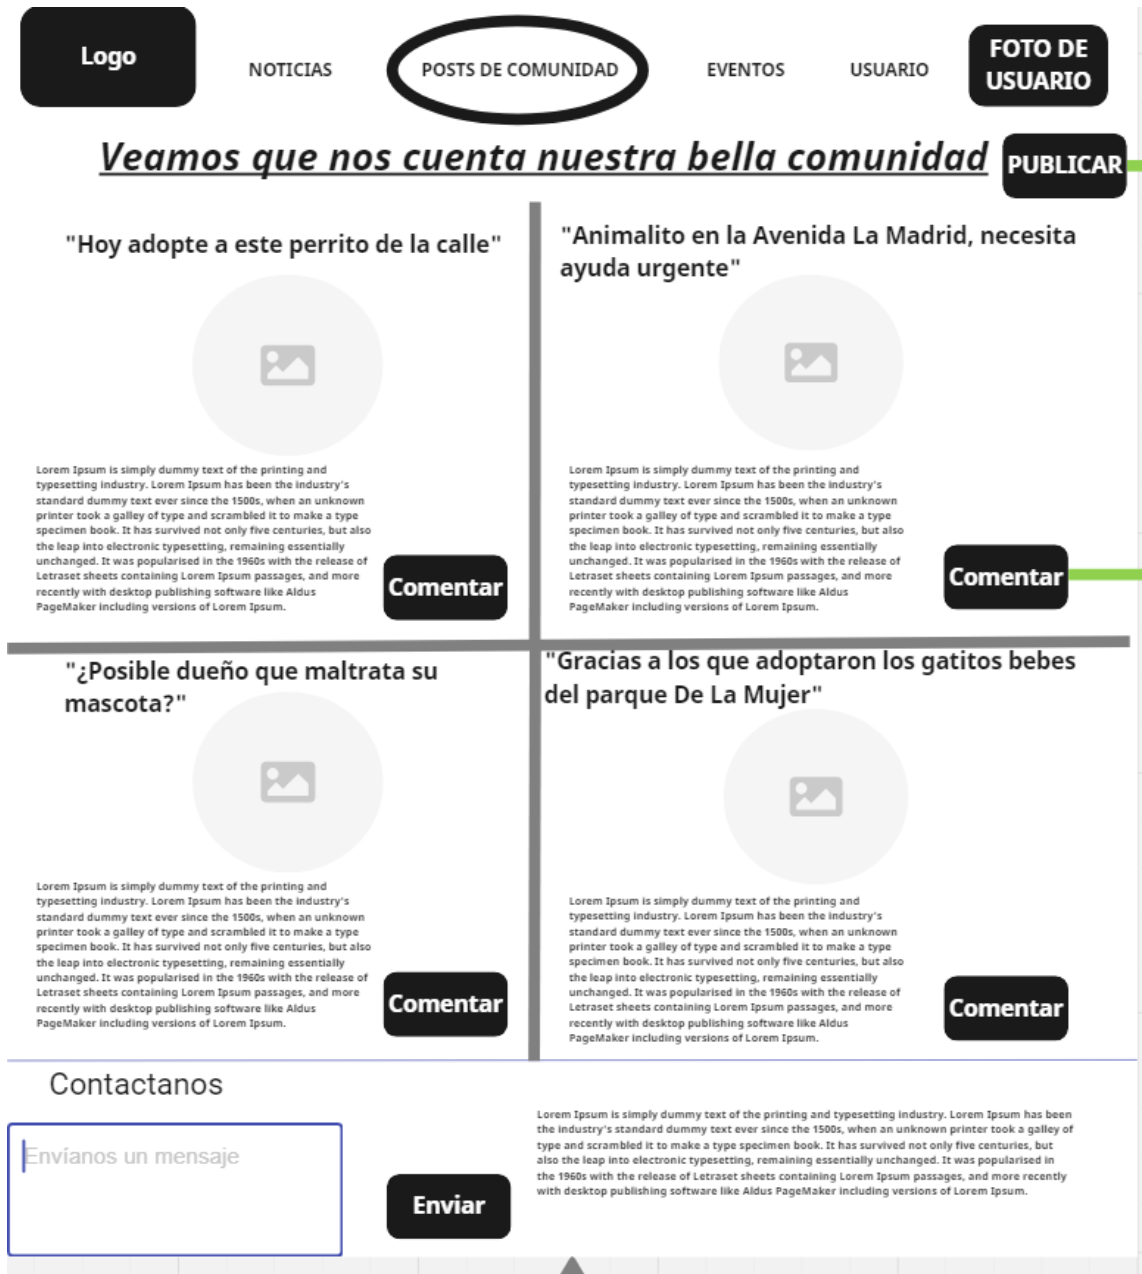 Logo
NOTICIAS
POSTS DE COMUNIDAD
EVENTOS
USUARIO
FOTO DE
USUARIO
Veamos que nos cuenta nuestra bella comunidad
PUBLICAR
"Hoy adopte a este perrito de la calle"
Lorem Ipsum is simply dummy text of the printing and
typesetting industry. Lorem Ipsum has been the industry's
standard dummy text ever since the 1500s, when an unknown
printer took a galley of type and scrambled it to make a type
specimen book. It has survived not only five centuries, but also
the leap into electronic typesetting, remaining essentially
unchanged. It was popularised in the 1960s with the release of
Letraset sheets containing Lorem Ipsum passages, and more
recently with desktop publishing software like Aldus
PageMaker including versions of Lorem Ipsum.
Comentar
"Animalito en la Avenida La Madrid, necesita
ayuda urgente"
Lorem Ipsum is simply dummy text of the printing and
typesetting industry. Lorem Ipsum has been the industry's
standard dummy text ever since the 1500s, when an unknown
printer took a galley of type and scrambled it to make a type
specimen book. It has survived not only five centuries, but also
the leap into electronic typesetting, remaining essentially
unchanged. It was popularised in the 1960s with the release of
Letraset sheets containing Lorem Ipsum passages, and more
recently with desktop publishing software like Aldus
PageMaker including versions of Lorem Ipsum.
Comentar
"¿Posible dueño que maltrata su
mascota?"
Lorem Ipsum is simply dummy text of the printing and
typesetting industry. Lorem Ipsum has been the industry's
standard dummy text ever since the 1500s, when an unknown
printer took a galley of type and scrambled it to make a type
specimen book. It has survived not only five centuries, but also
the leap into electronic typesetting, remaining essentially
unchanged. It was popularised in the 1960s with the release of
Letraset sheets containing Lorem Ipsum passages, and more
recently with desktop publishing software like Aldus
PageMaker including versions of Lorem Ipsum.
Comentar
"Gracias a los que adoptaron los gatitos bebes
del parque De La Mujer"
Lorem Ipsum is simply dummy text of the printing and
typesetting industry. Lorem Ipsum has been the industry's
standard dummy text ever since the 1500s, when an unknown
printer took a galley of type and scrambled it to make a type
specimen book. It has survived not only five centuries, but also
the leap into electronic typesetting, remaining essentially
unchanged. It was popularised in the 1960s with the release of
Letraset sheets containing Lorem Ipsum passages, and more
recently with desktop publishing software like Aldus
PageMaker including versions of Lorem Ipsum.
Comentar
Contactanos
Envíanos un mensaje
Enviar
Lorem Ipsum is simply dummy text of the printing and typesetting industry. Lorem Ipsum has been
the industry's standard dummy text ever since the 1500s, when an unknown printer took a galley of
type and scrambled it to make a type specimen book. It has survived not only five centuries, but
also the leap into electronic typesetting, remaining essentially unchanged. It was popularised in
the 1960s with the release of Letraset sheets containing Lorem Ipsum passages, and more recently
with desktop publishing software like Aldus PageMaker including versions of Lorem Ipsum.